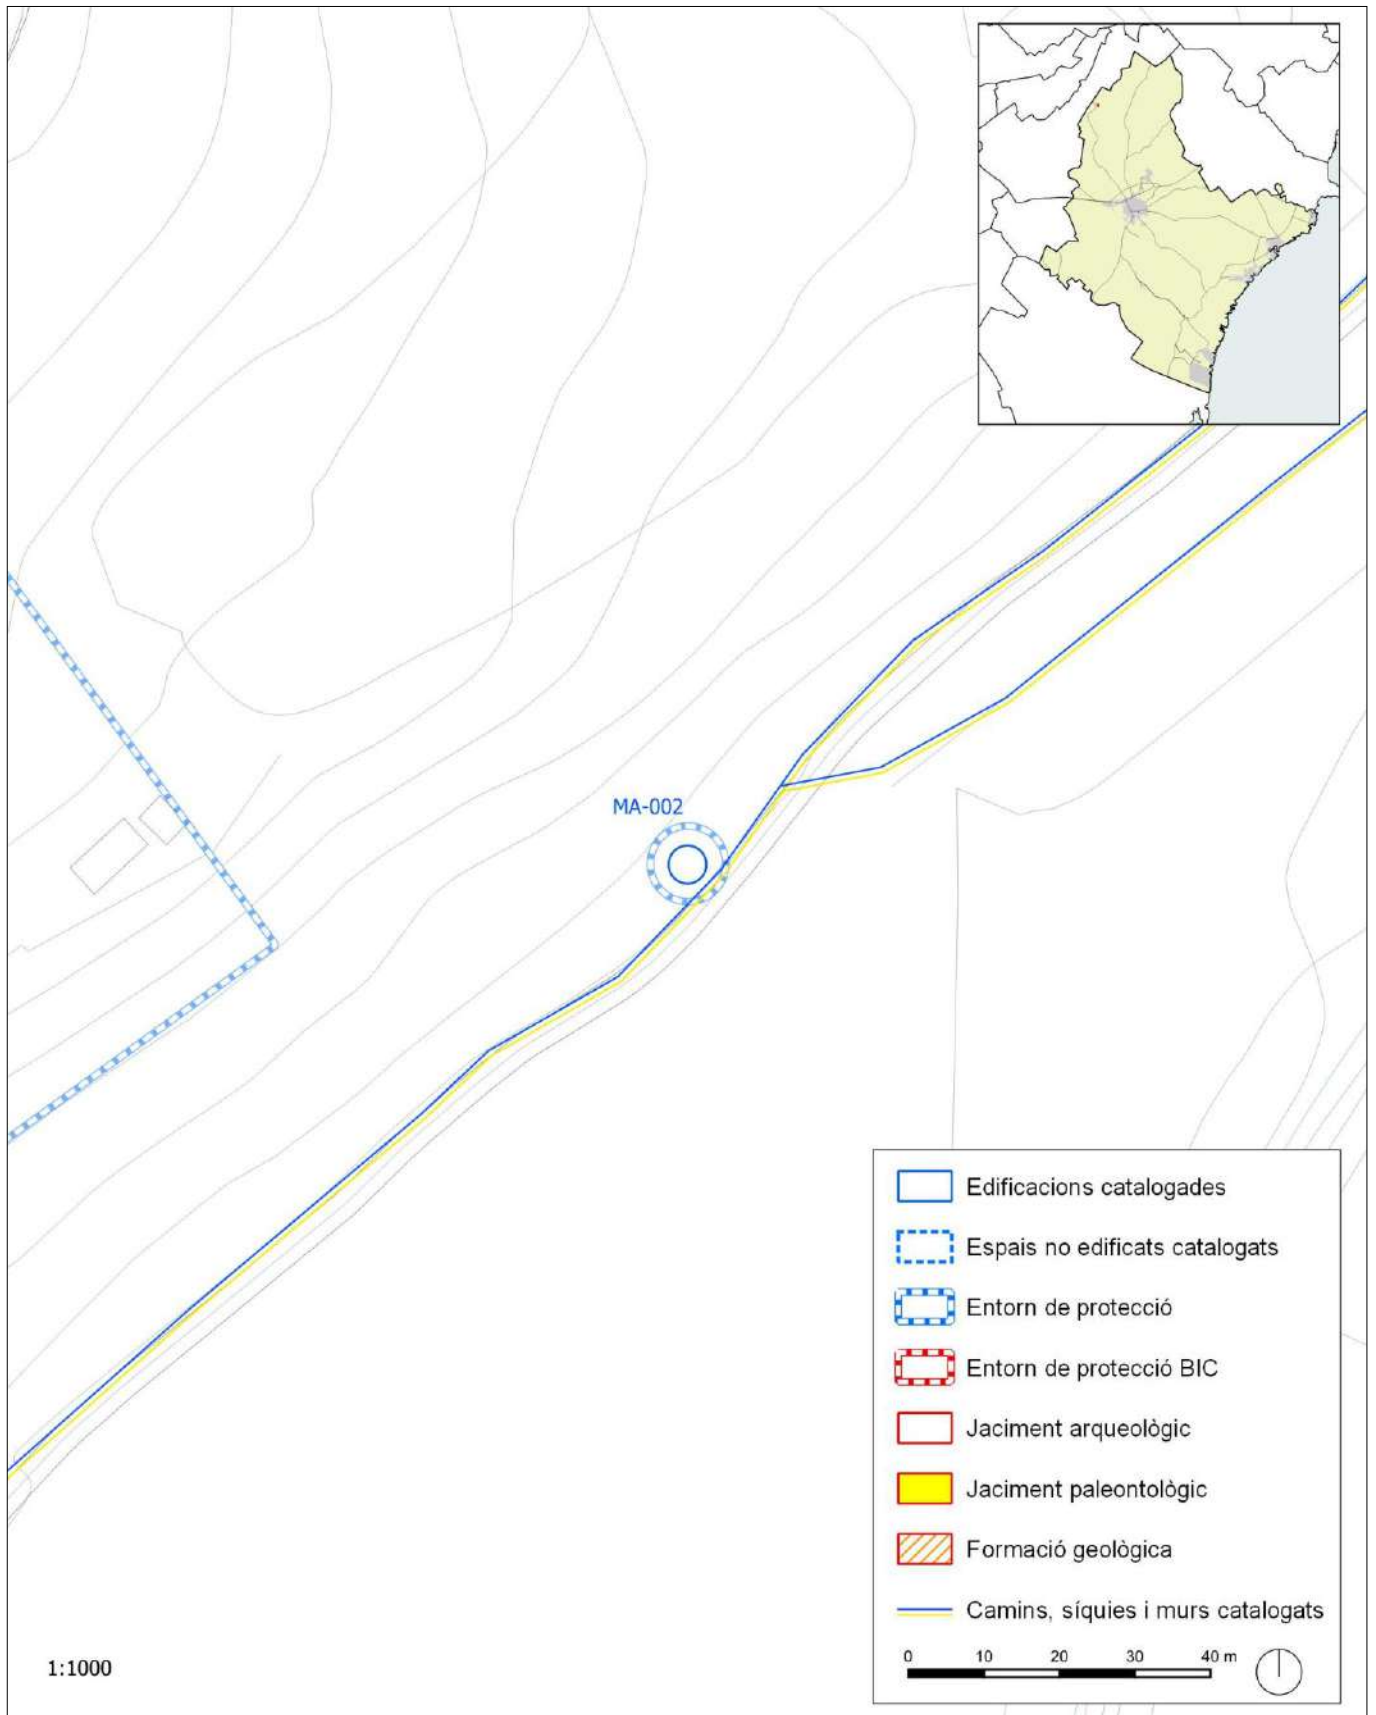 MA-002
Edificacions catalogades
Espais no edificats catalogats
Entorn de protecció
Entorn de protecció BIC
Jaciment arqueològic
Jaciment paleontològic
Formació geològica
Camins, síquies i murs catalogats
0 10 20 30 40 m
1:1000